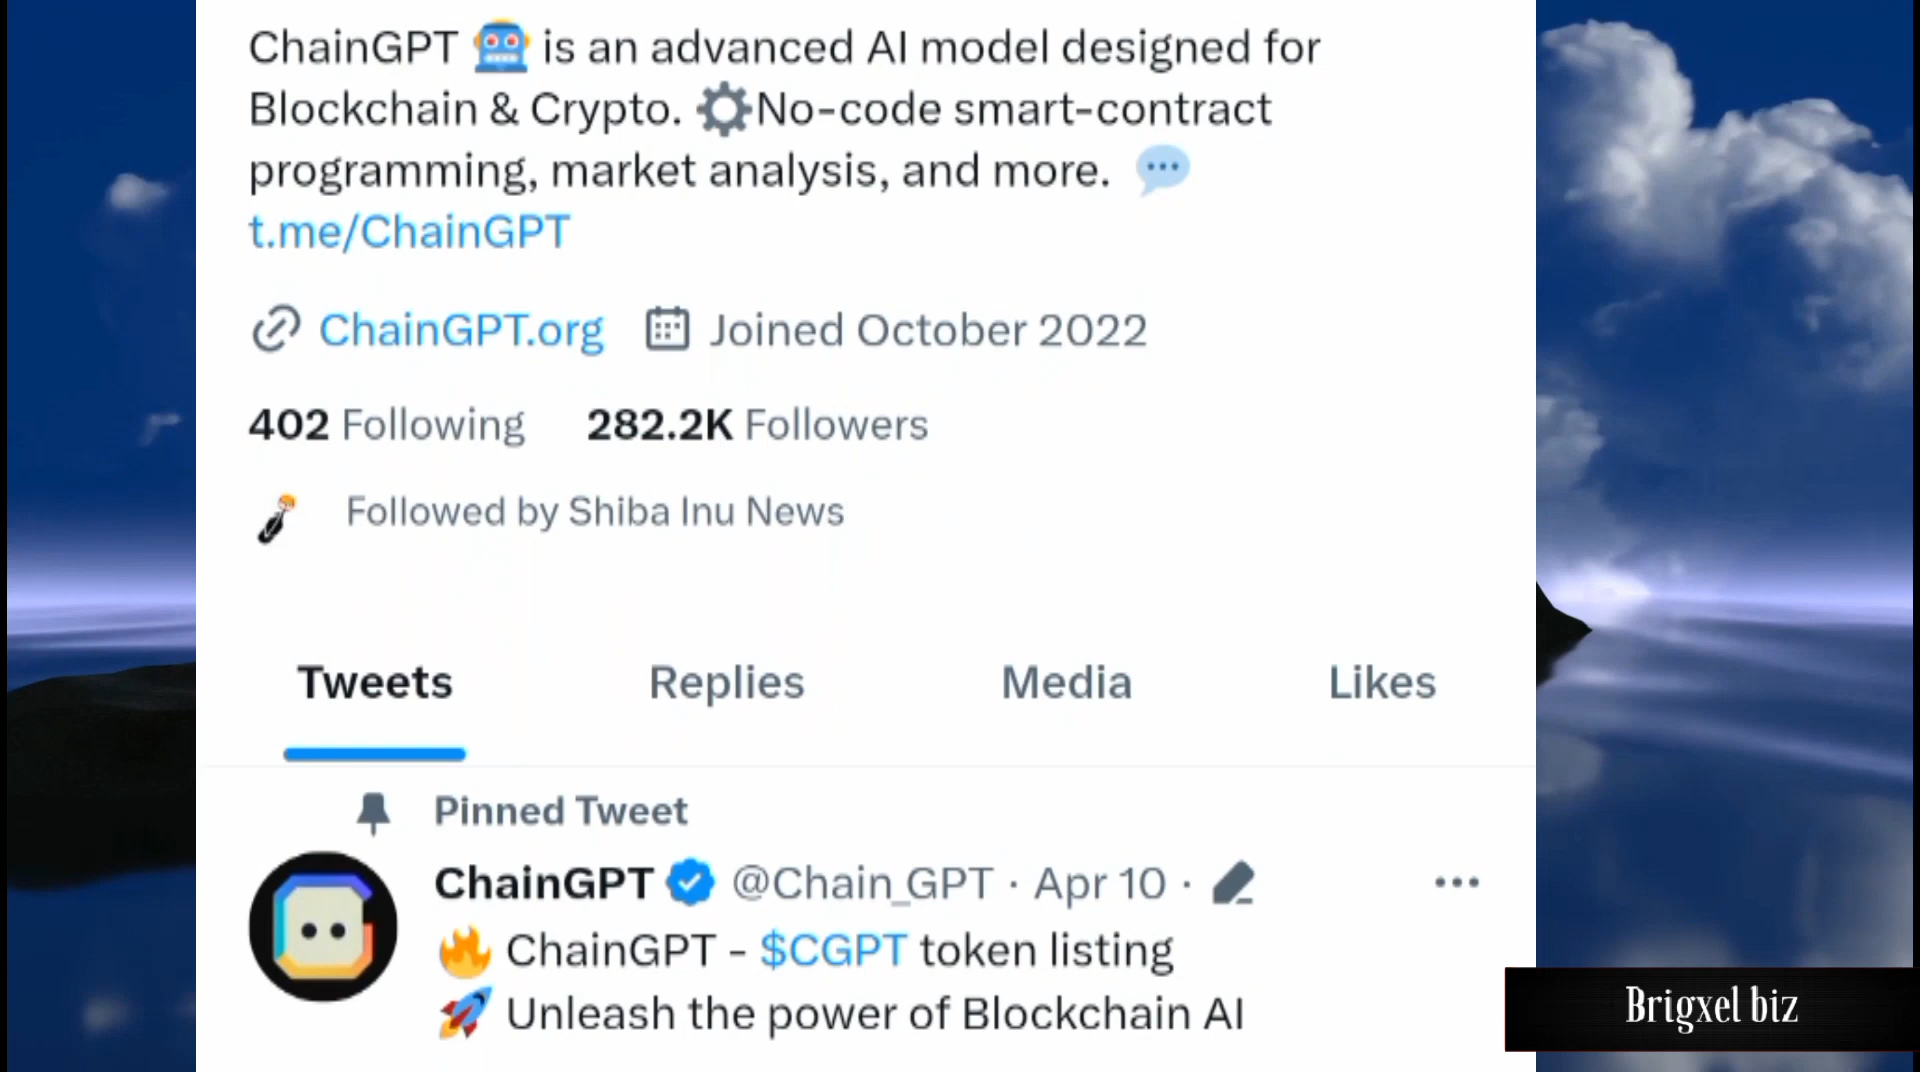 ChainGPT 🤖 is an advanced AI model designed for
Blockchain & Crypto. ⚙️No-code smart-contract
programming, market analysis, and more. 💬
t.me/ChainGPT
ChainGPT.org Joined October 2022
402 Following 282.2K Followers
Followed by Shiba Inu News
Tweets Replies Media Likes
Pinned Tweet
ChainGPT @Chain_GPT · Apr 10 ·
🔥 ChainGPT - $CGPT token listing
🚀 Unleash the power of Blockchain AI
Brigxel biz